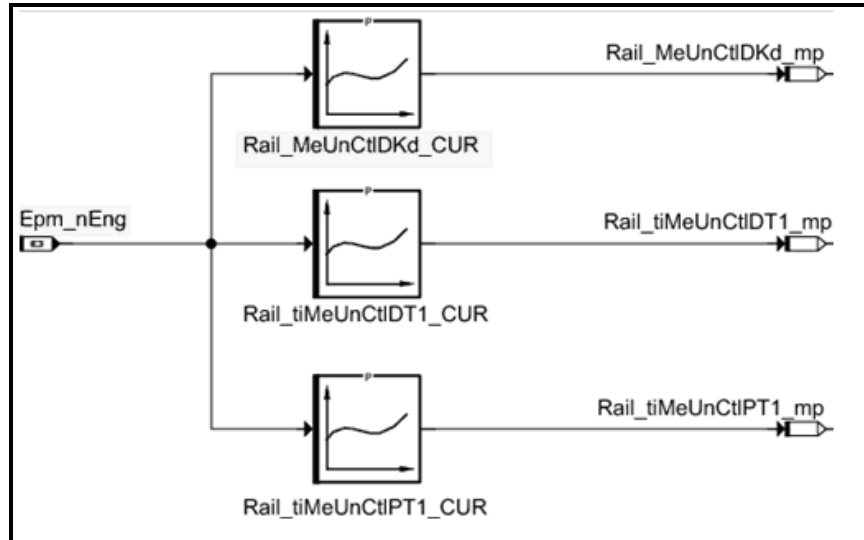 P
Rail_MeUnCtlDKd_mp
Rail_MeUnCtlDKd_CUR
P
Epm_nEng
Rail_tiMeUnCtlDT1_mp
Rail_tiMeUnCtlDT1_CUR
P
Rail_tiMeUnCtlPT1_mp
Rail_tiMeUnCtlPT1_CUR